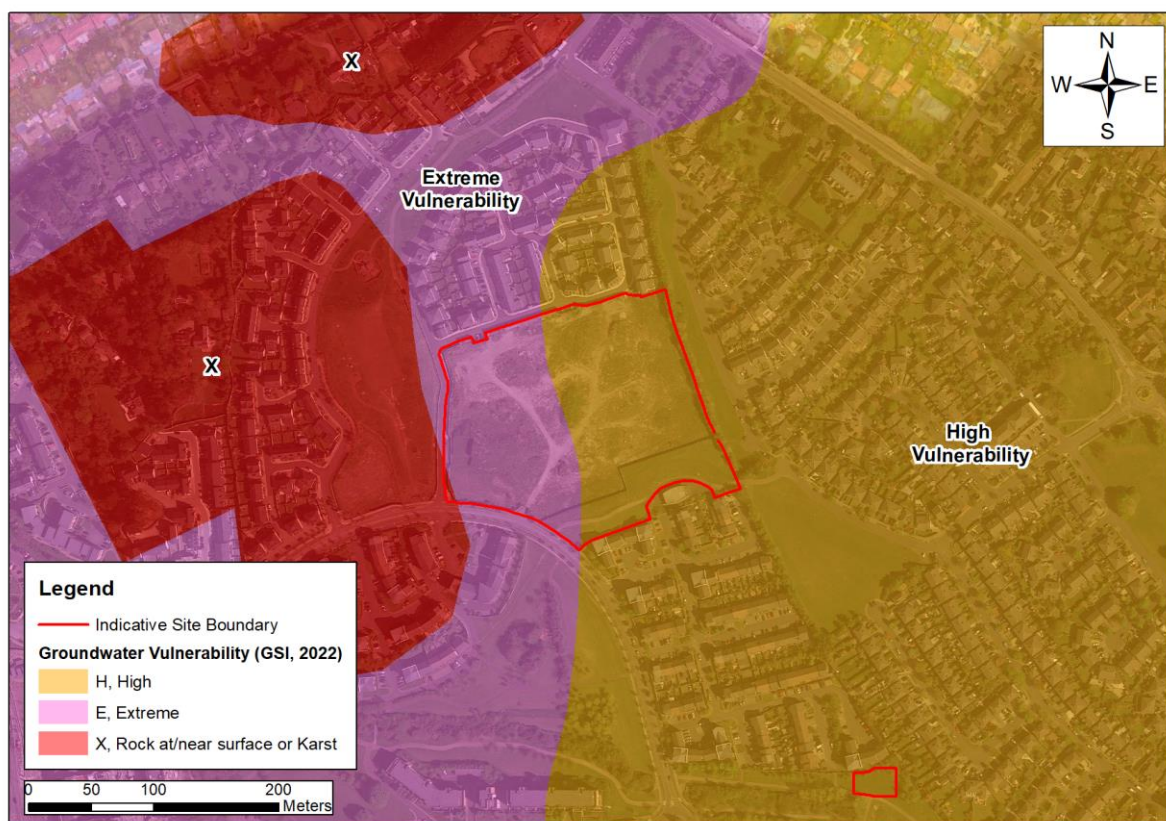 N
W E
S
X
Extreme
Vulnerability
X
High
Vulnerability
Legend
Indicative Site Boundary
Groundwater Vulnerability (GSI, 2022)
H, High
E, Extreme
X, Rock at/near surface or Karst
0 50 100 200
Meters